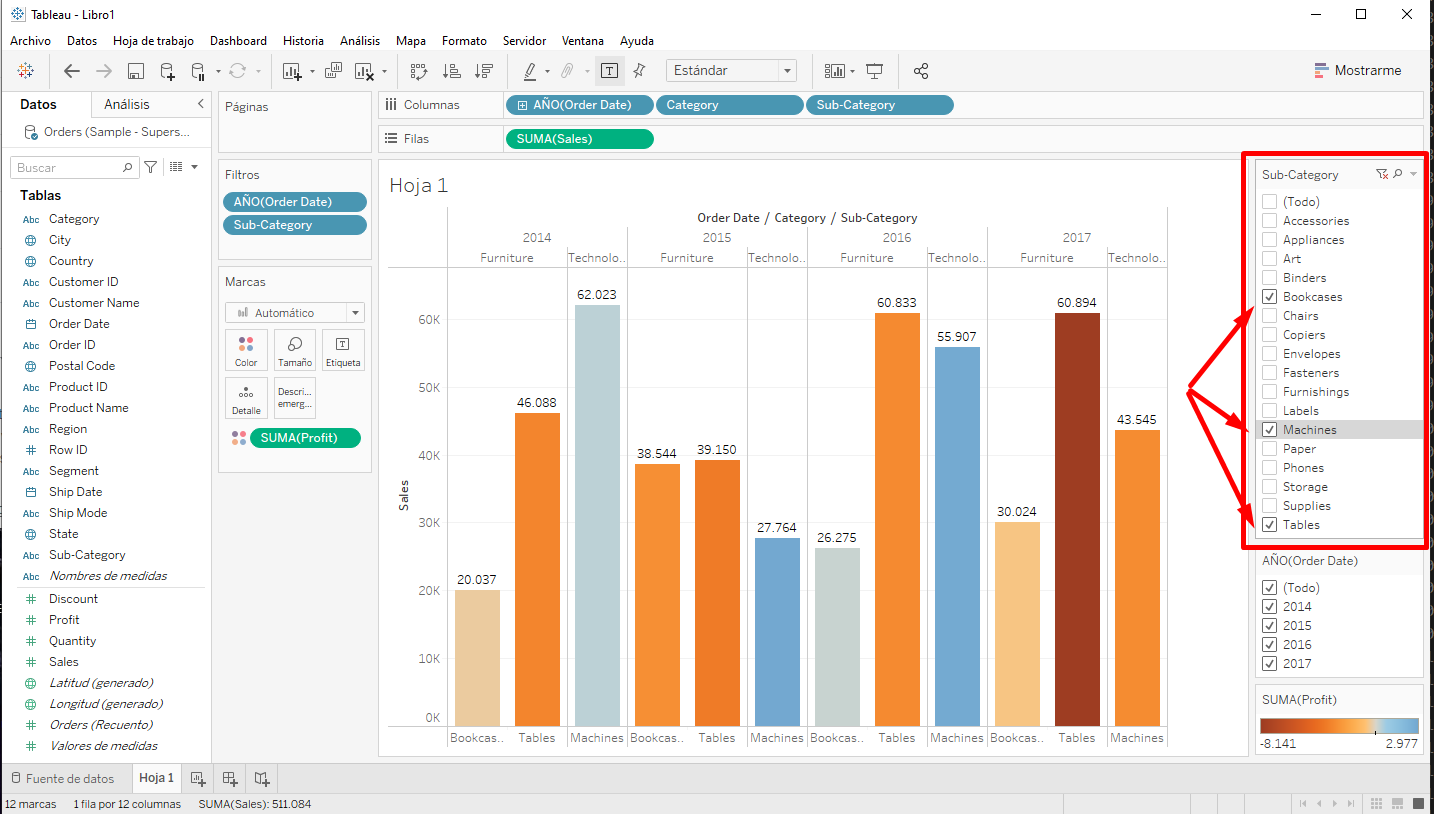 Tableau - Libro1
Archivo Datos Hoja de trabajo Dashboard Historia Análisis Mapa Formato Servidor Ventana Ayuda
Estándar
Mostrarme
Datos Análisis
Orders (Sample - Supers...
Buscar
Tablas
Abc Category
City
Country
Abc Customer ID
Abc Customer Name
Order Date
Abc Order ID
Postal Code
Abc Product ID
Abc Product Name
Abc Region
Row ID
Abc Segment
Ship Date
Abc Ship Mode
State
Abc Sub-Category
Abc Nombres de medidas
Discount
Profit
Quantity
Sales
Latitud (generado)
Longitud (generado)
Orders (Recuento)
Valores de medidas
Páginas
Filtros
AÑO(Order Date)
Sub-Category
Marcas
Automático
Color Tamaño Etiqueta
Detalle
Descri...
emerg...
SUMA(Profit)
Columnas AÑO(Order Date) Category Sub-Category
Filas SUMA(Sales)
Hoja 1
Order Date / Category / Sub-Category
2014 2015 2016 2017
Furniture Technolo.. Furniture Technolo.. Furniture Technolo.. Furniture Technolo..
Sales
60K
50K
40K
30K
20K
10K
0K
20.037
46.088
62.023
38.544
39.150
27.764
26.275
60.833
55.907
30.024
60.894
43.545
Bookcas.. Tables Machines Bookcas.. Tables Machines Bookcas.. Tables Machines Bookcas.. Tables Machines
Sub-Category
(Todo)
Accessories
Appliances
Art
Binders
Bookcases
Chairs
Copiers
Envelopes
Fasteners
Furnishings
Labels
Machines
Paper
Phones
Storage
Supplies
Tables
AÑO(Order Date)
(Todo)
2014
2015
2016
2017
SUMA(Profit)
-8.141 2.977
Fuente de datos Hoja 1
12 marcas 1 fila por 12 columnas SUMA(Sales): 511.084